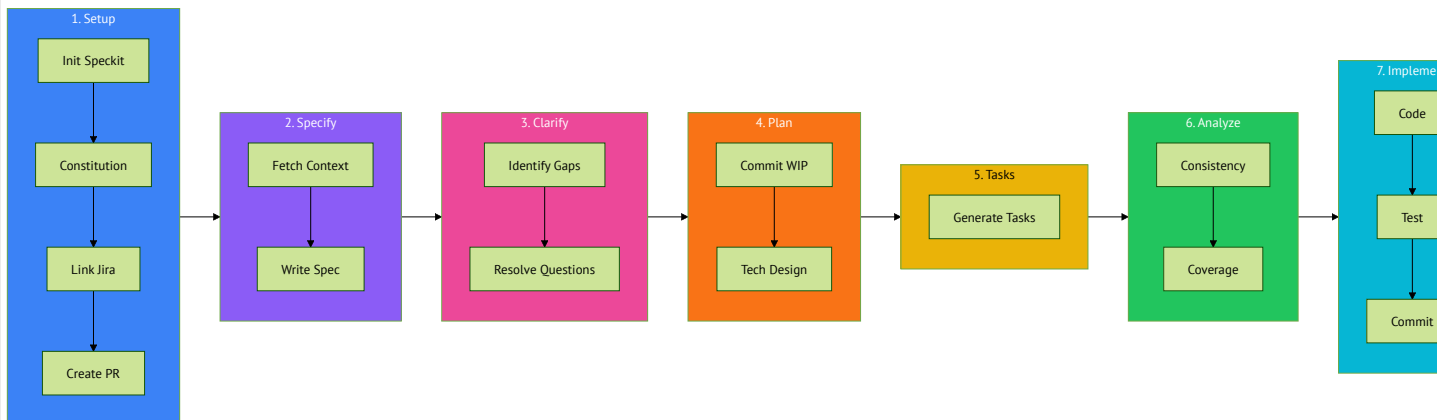 1. Setup
Init Speckit
Constitution
Link Jira
Create PR
2. Specify
Fetch Context
Write Spec
3. Clarify
Identify Gaps
Resolve Questions
4. Plan
Commit WIP
Tech Design
5. Tasks
Generate Tasks
6. Analyze
Consistency
Coverage
7. Impleme
Code
Test
Commit